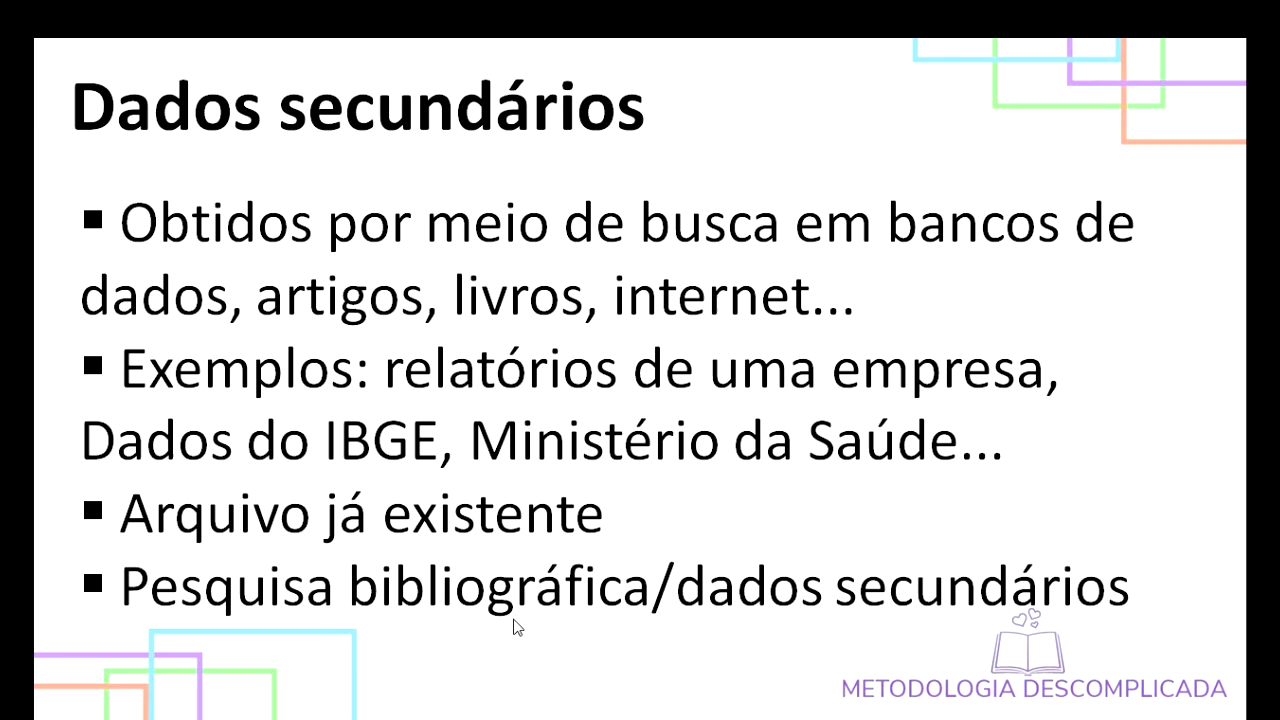 Dados secundários
▪ Obtidos por meio de busca em bancos de
dados, artigos, livros, internet...
▪ Exemplos: relatórios de uma empresa,
Dados do IBGE, Ministério da Saúde...
▪ Arquivo já existente
▪ Pesquisa bibliográfica/dados secundários
METODOLOGIA DESCOMPLICADA